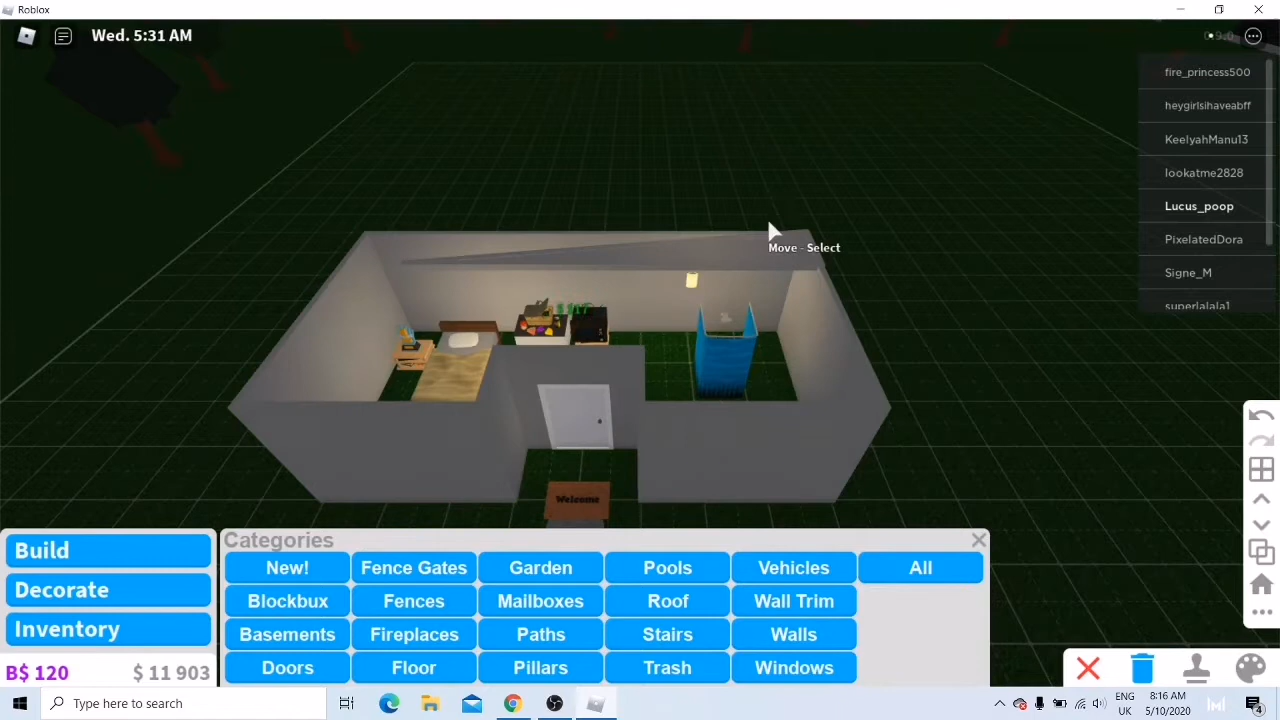 Roblox
Wed. 5:31 AM
fire_princess500
heygirlsihaveabff
KeelyahManu13
lookatme2828
Lucus_poop
PixelatedDora
Signe_M
superlalala1
Move - Select
Welcome
Build
Decorate
Inventory
B$ 120 $ 11 903
Categories
New! Fence Gates Garden Pools Vehicles All
Blockbux Fences Mailboxes Roof Wall Trim
Basements Fireplaces Paths Stairs Walls
Doors Floor Pillars Trash Windows
Type here to search
ENG
UK
8:16 AM
5/10/2020
4